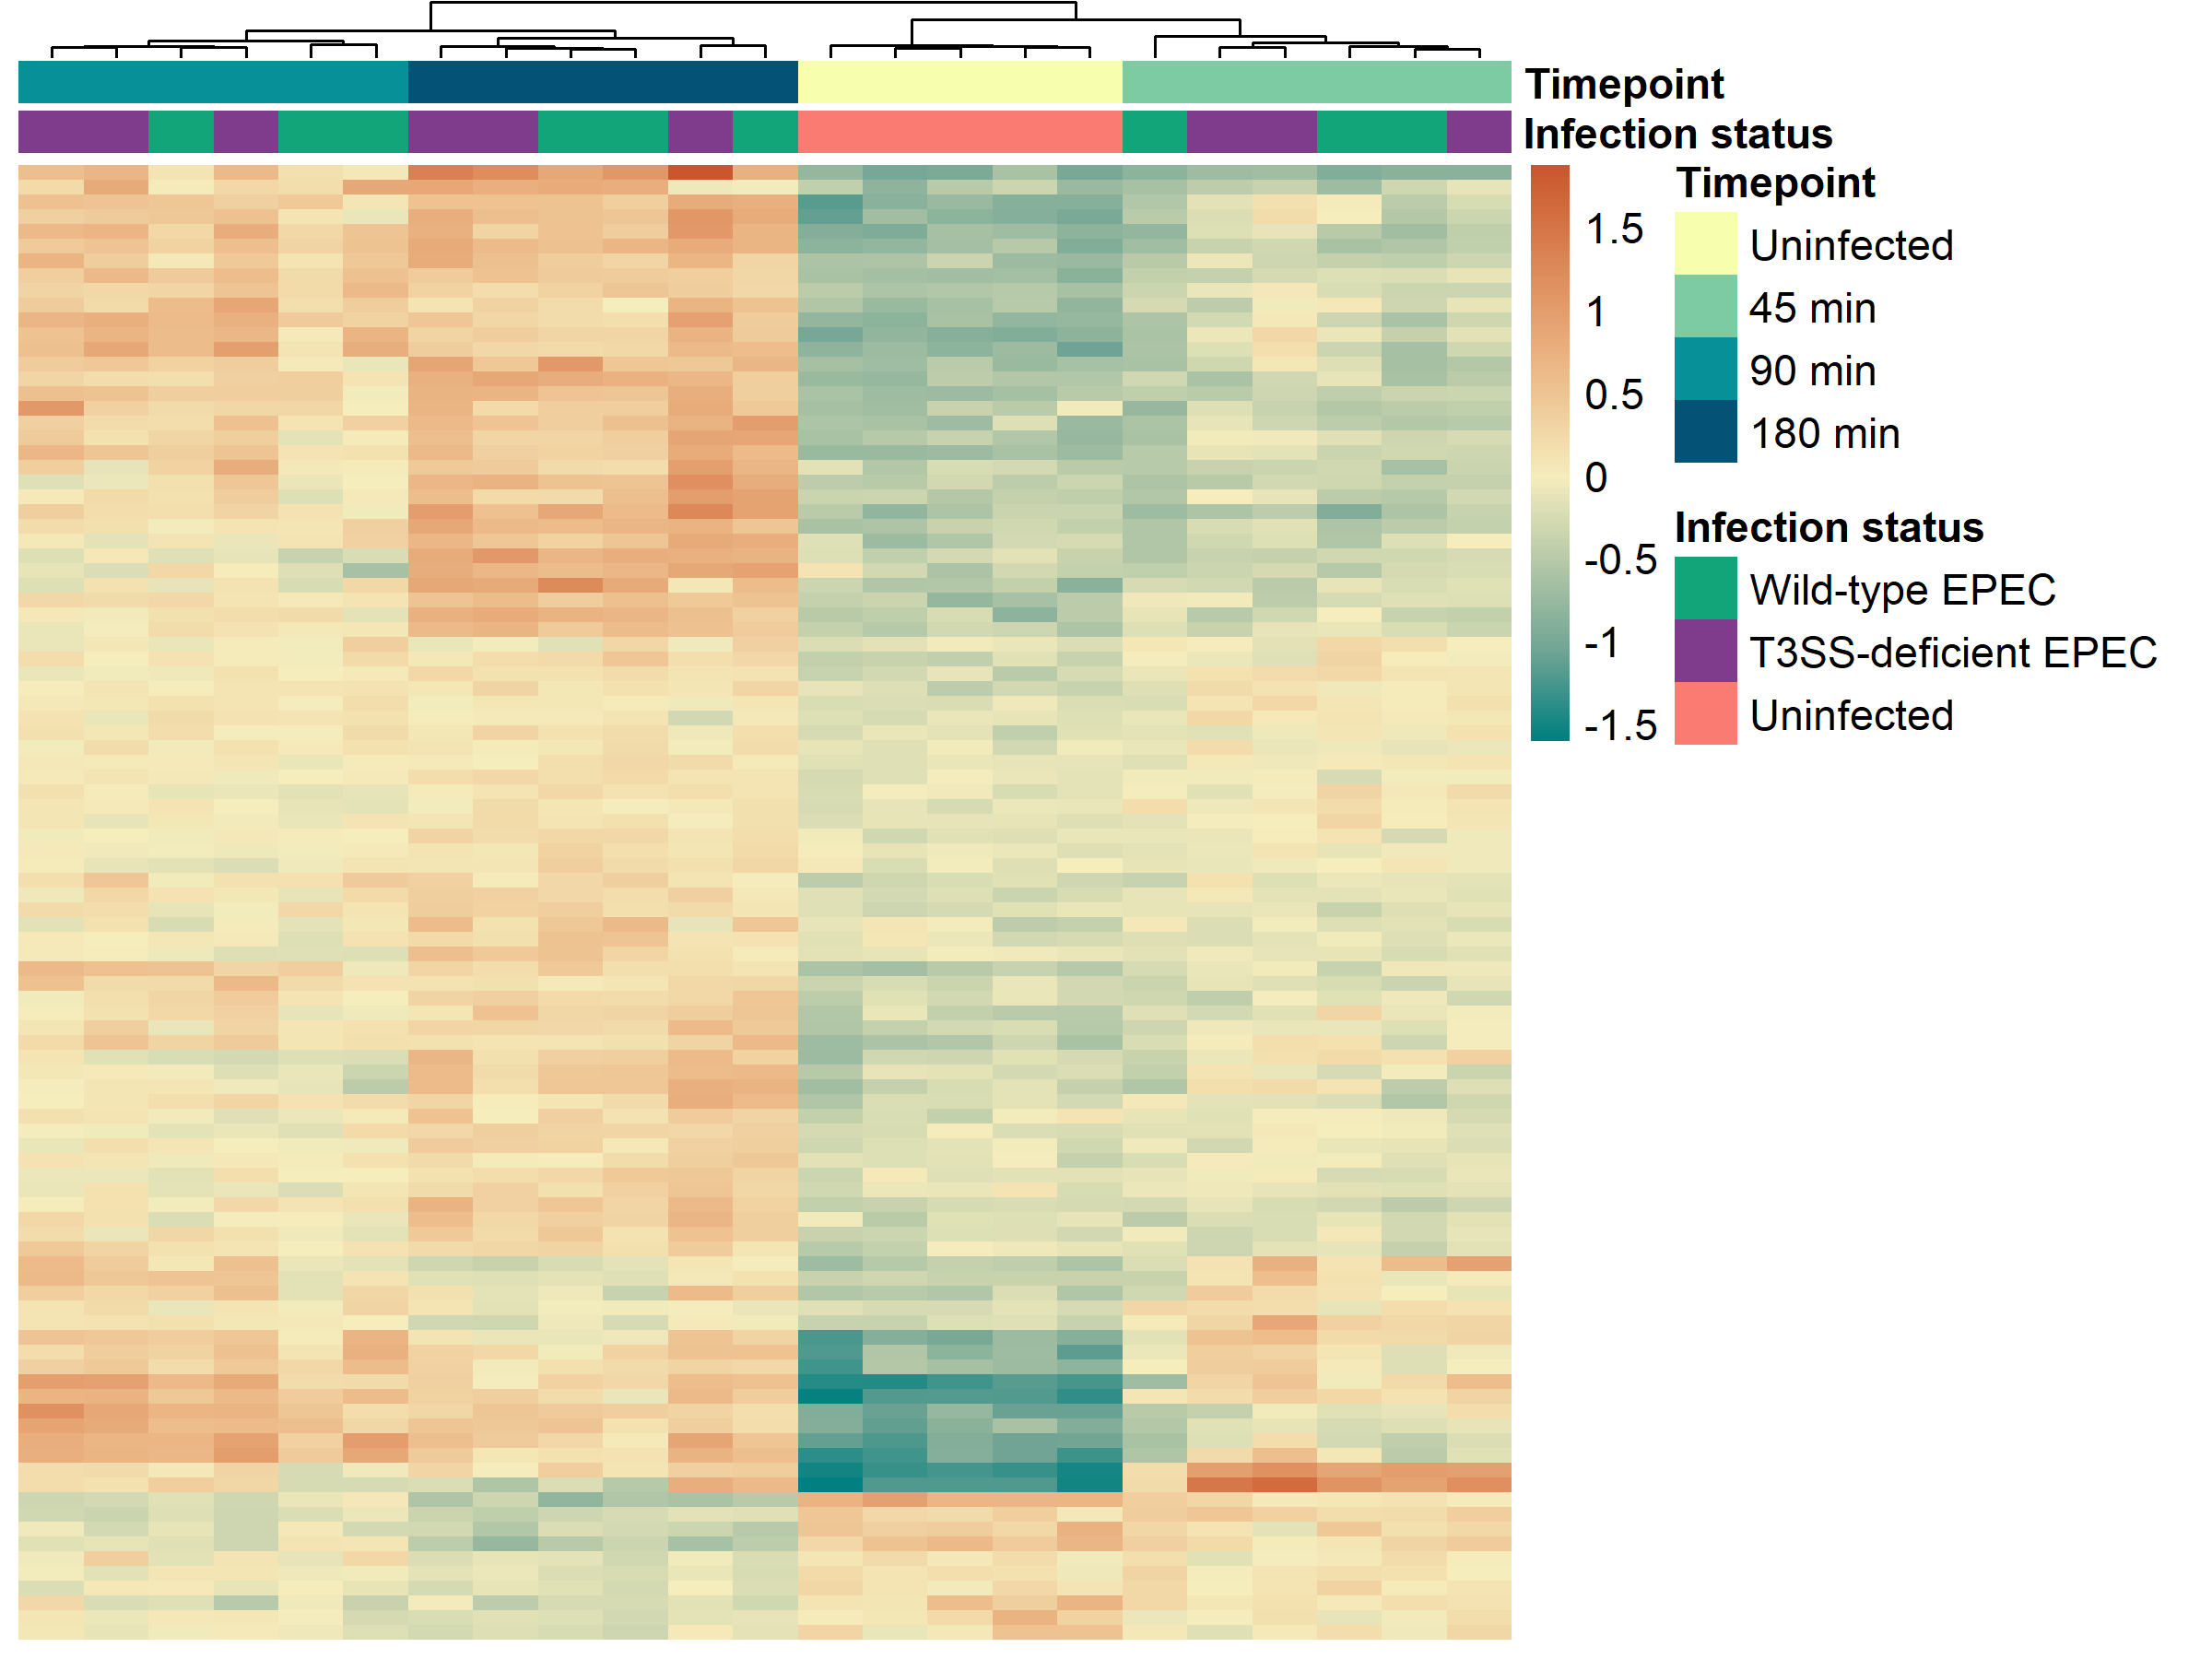 Timepoint
Infection status
1.5
1
0.5
0
-0.5
-1
-1.5
Timepoint
Uninfected
45 min
90 min
180 min
Infection status
Wild-type EPEC
T3SS-deficient EPEC
Uninfected